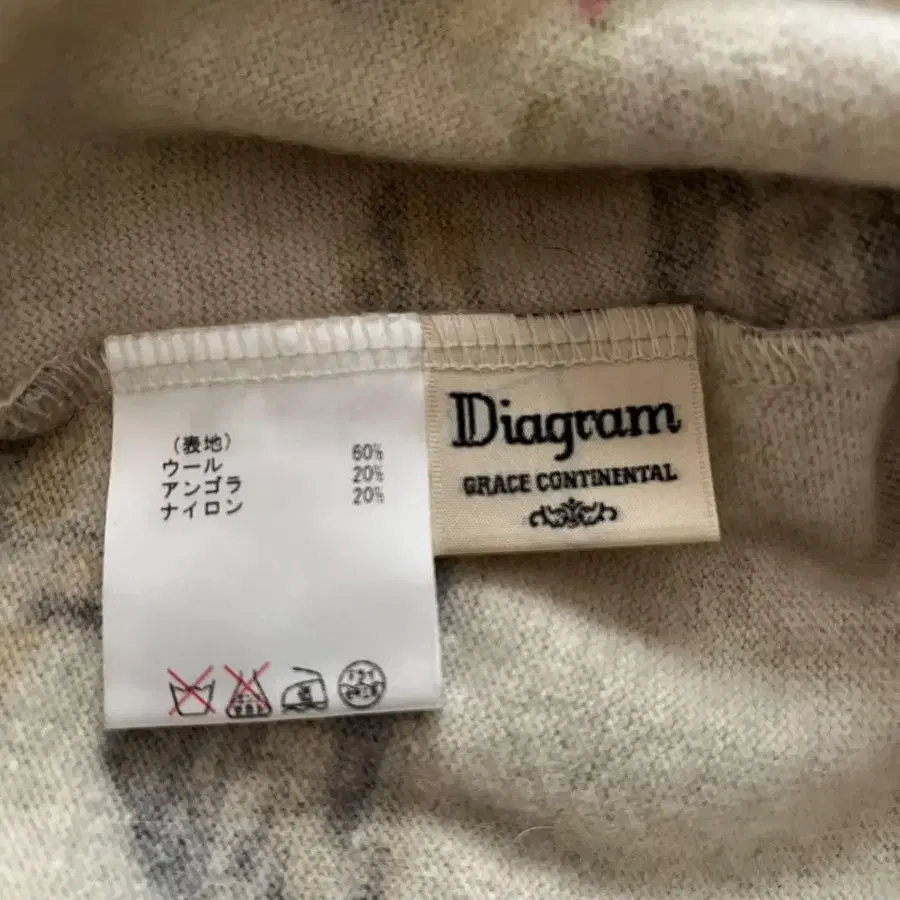 (表地)
ウール 60%
アンゴラ 20%
ナイロン 20%
Diagram
GRACE CONTINENTAL